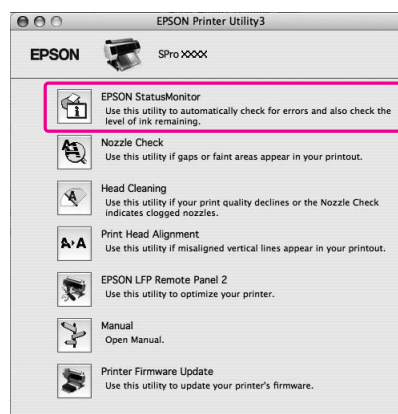 EPSON Printer Utility3
EPSON
SPro XXXX
EPSON StatusMonitor
Use this utility to automatically check for errors and also check the
level of ink remaining.
Nozzle Check
Use this utility if gaps or faint areas appear in your printout.
Head Cleaning
Use this utility if your print quality declines or the Nozzle Check
indicates clogged nozzles.
A›A
Print Head Alignment
Use this utility if misaligned vertical lines appear in your printout.
EPSON LFP Remote Panel 2
Use this utility to optimize your printer.
Manual
Open Manual.
Printer Firmware Update
Use this utility to update your printer's firmware.